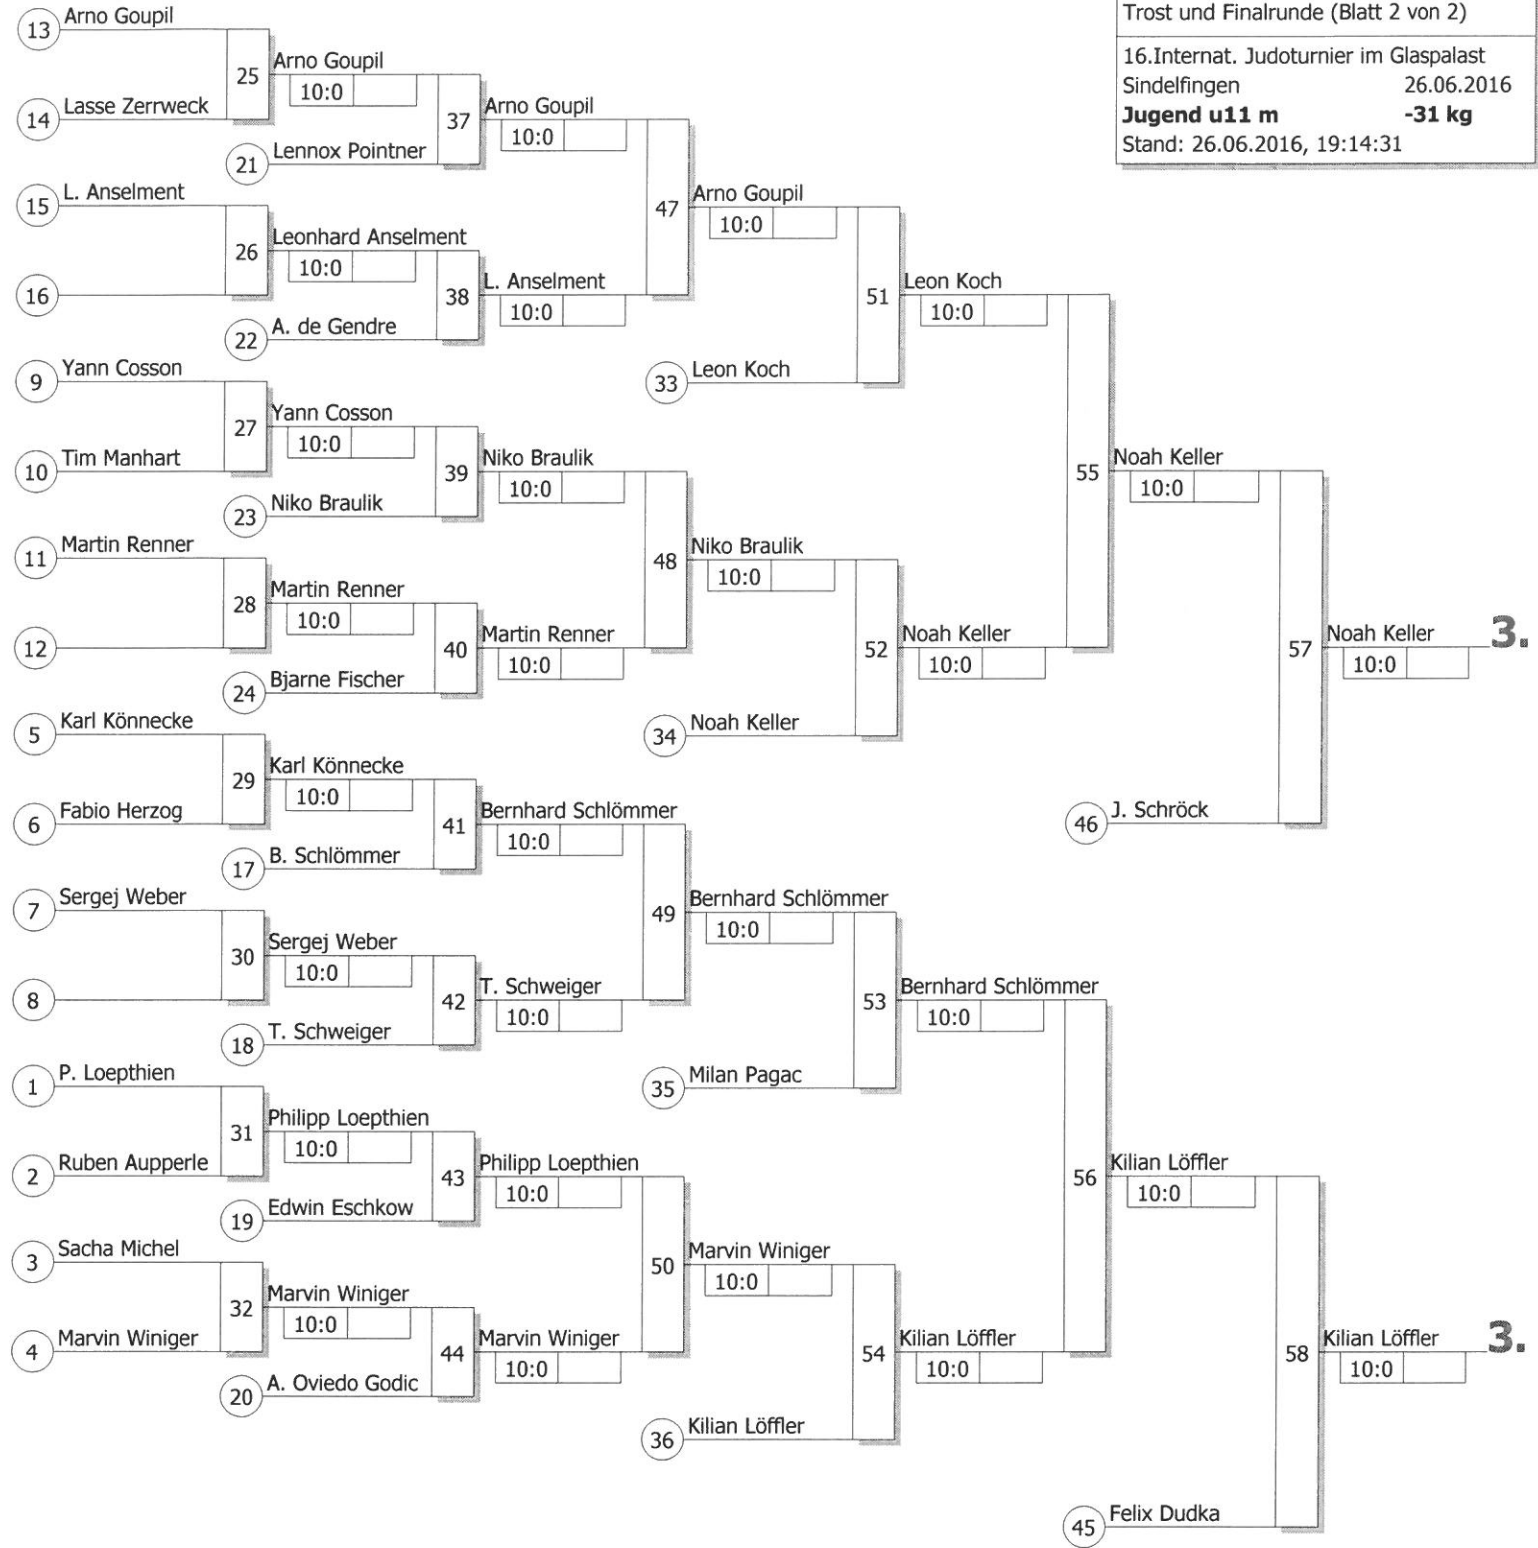 Trost und Finalrunde (Blatt 2 von 2)
16.Internat. Judoturnier im Glaspalast
Sindelfingen 26.06.2016
Jugend u11 m -31 kg
Stand: 26.06.2016, 19:14:31
13 Arno Goupil
25 Arno Goupil
10:0
14 Lasse Zerrweck
37 Arno Goupil
10:0
21 Lennox Pointner
15 L. Anselment
47 Arno Goupil
10:0
26 Leonhard Anselment
10:0
16
38 L. Anselment
10:0
22 A. de Gendre
51 Leon Koch
10:0
33 Leon Koch
9 Yann Cosson
27 Yann Cosson
10:0
10 Tim Manhart
39 Niko Braulik
10:0
23 Niko Braulik
55 Noah Keller
10:0
11 Martin Renner
48 Niko Braulik
10:0
28 Martin Renner
10:0
12
40 Martin Renner
10:0
24 Bjarne Fischer
52 Noah Keller
10:0
34 Noah Keller
57 Noah Keller 3.
10:0
46 J. Schröck
5 Karl Könnecke
29 Karl Könnecke
10:0
6 Fabio Herzog
41 Bernhard Schlömmer
10:0
17 B. Schlömmer
7 Sergej Weber
49 Bernhard Schlömmer
10:0
30 Sergej Weber
10:0
8
42 T. Schweiger
10:0
18 T. Schweiger
53 Bernhard Schlömmer
10:0
35 Milan Pagac
1 P. Loepthien
31 Philipp Loepthien
10:0
2 Ruben Aupperle
43 Philipp Loepthien
10:0
19 Edwin Eschkow
56 Kilian Löffler
10:0
3 Sacha Michel
50 Marvin Winiger
10:0
32 Marvin Winiger
10:0
4 Marvin Winiger
44 Marvin Winiger
10:0
20 A. Oviedo Godic
54 Kilian Löffler
10:0
36 Kilian Löffler
58 Kilian Löffler 3.
10:0
45 Felix Dudka